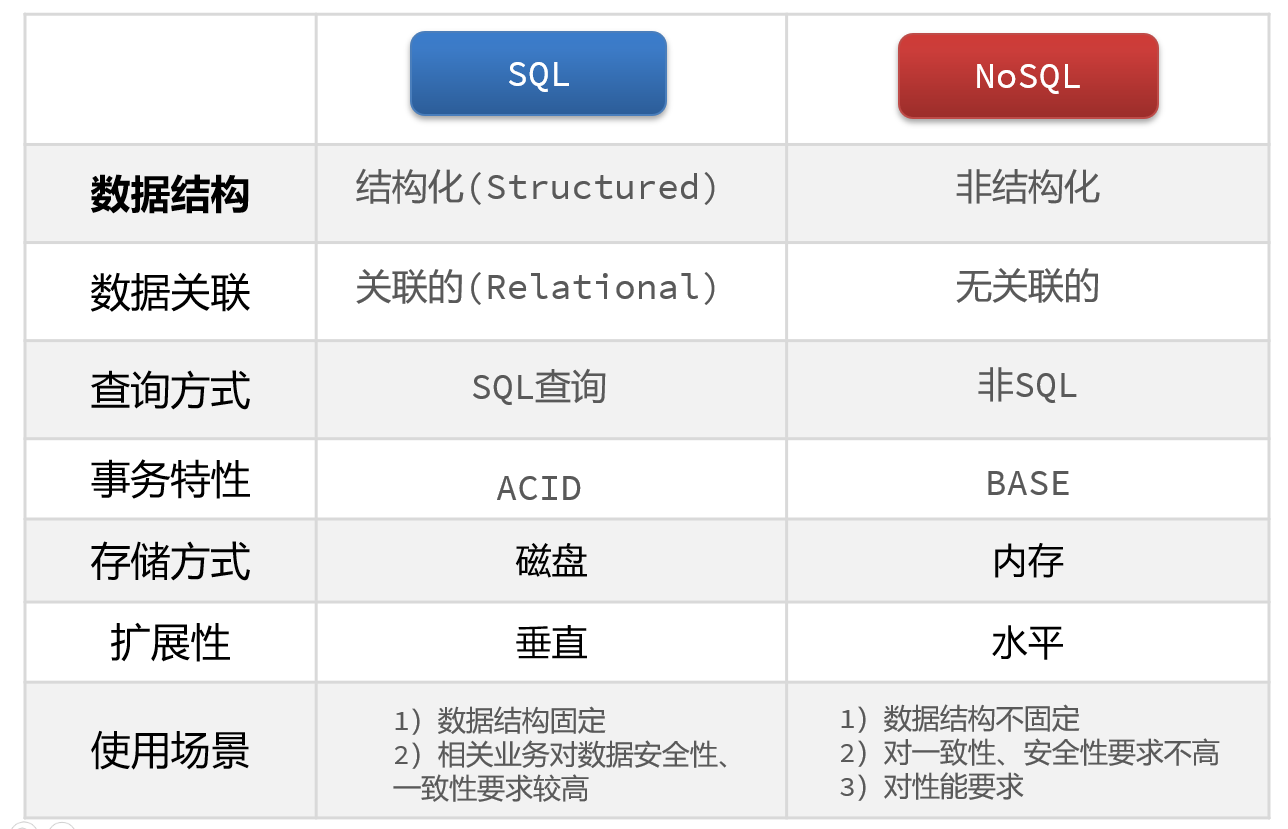 SQL
NoSQL
数据结构
结构化(Structured)
非结构化
数据关联
关联的(Relational)
无关联的
查询方式
SQL查询
非SQL
事务特性
ACID
BASE
存储方式
磁盘
内存
扩展性
垂直
水平
使用场景
1) 数据结构固定
2) 相关业务对数据安全性、
一致性要求较高
1) 数据结构不固定
2) 对一致性、安全性要求不高
3) 对性能要求